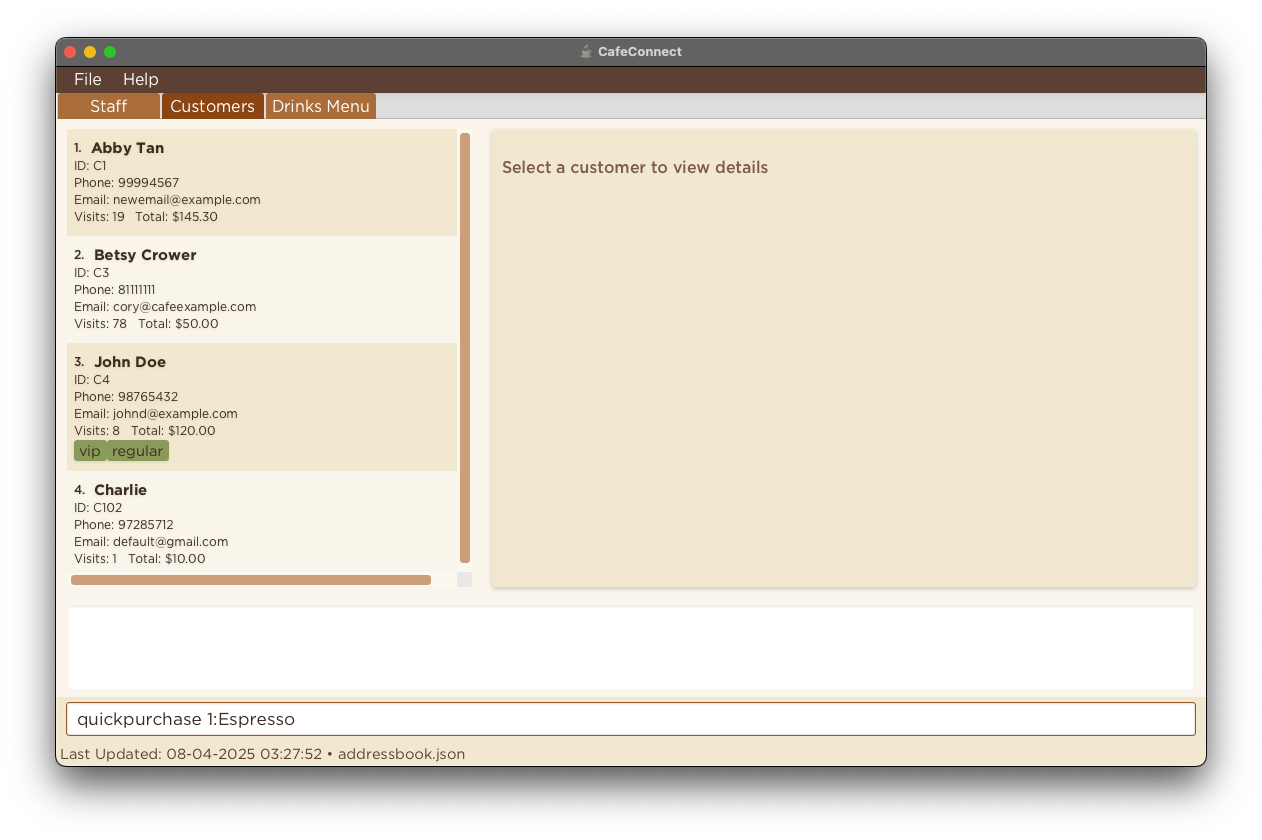 CafeConnect
File Help
Staff Customers Drinks Menu
1. Abby Tan
ID: C1
Phone: 99994567
Email: newemail@example.com
Visits: 19 Total: $145.30
2. Betsy Crower
ID: C3
Phone: 81111111
Email: cory@cafeexample.com
Visits: 78 Total: $50.00
3. John Doe
ID: C4
Phone: 98765432
Email: johnd@example.com
Visits: 8 Total: $120.00
vip regular
4. Charlie
ID: C102
Phone: 97285712
Email: default@gmail.com
Visits: 1 Total: $10.00
Select a customer to view details
quickpurchase 1:Espresso
Last Updated: 08-04-2025 03:27:52 • addressbook.json